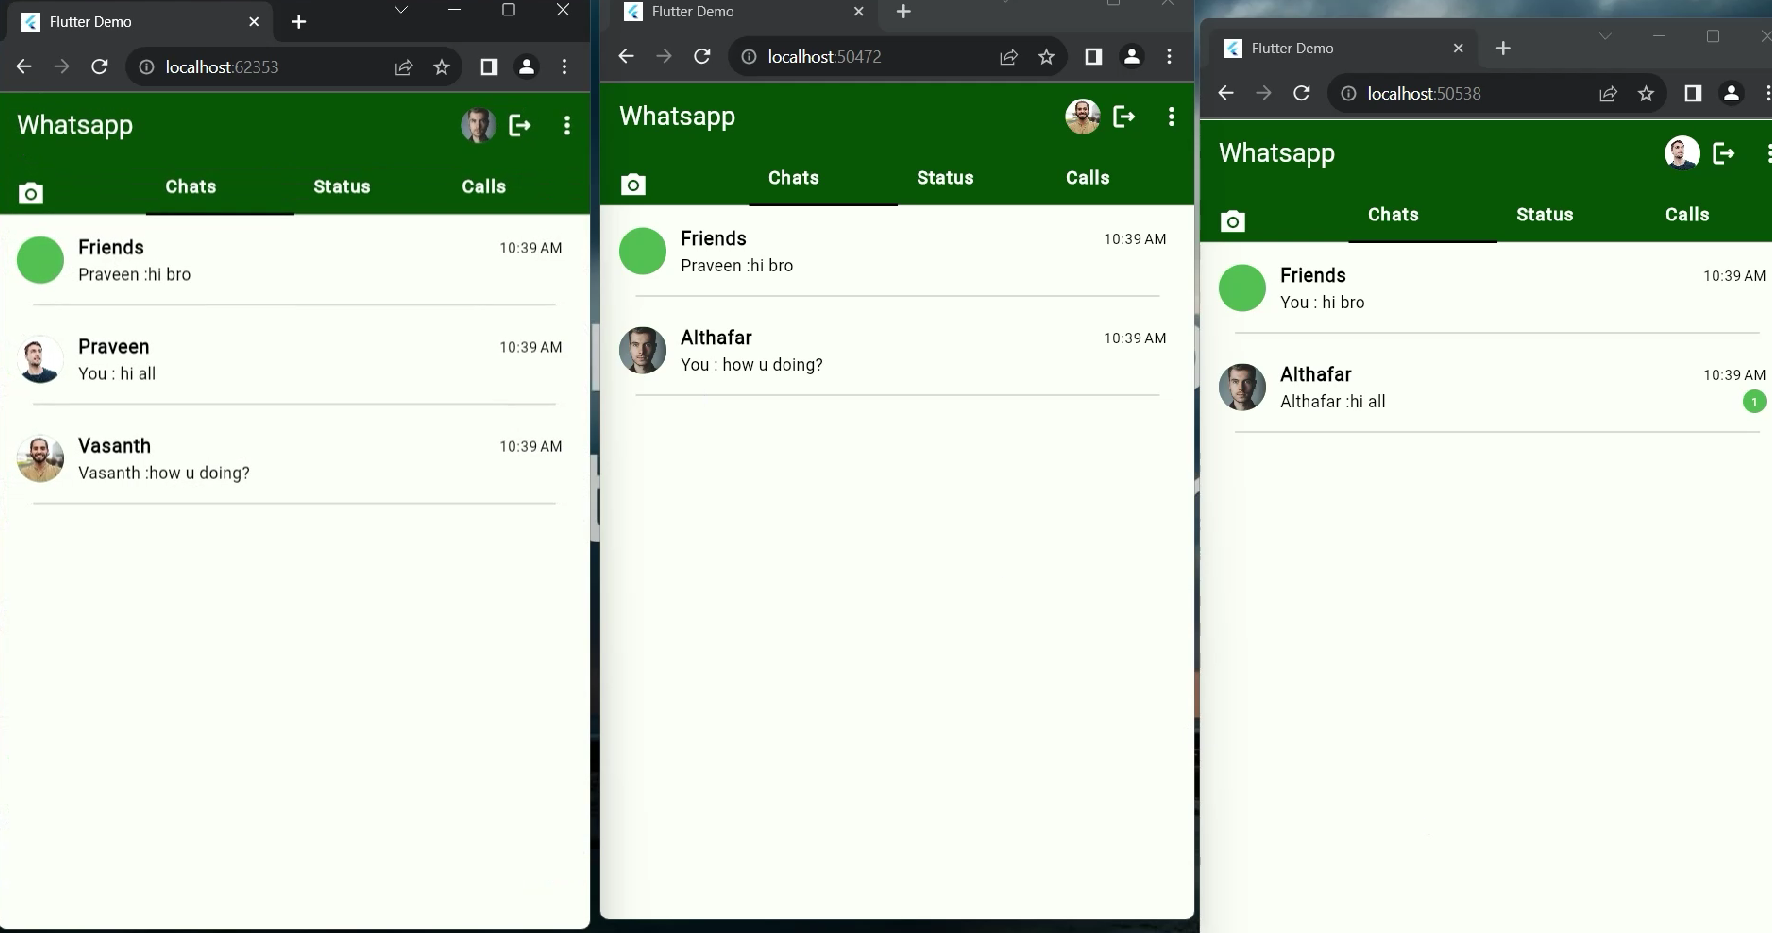 Flutter Demo
localhost:62353
Whatsapp
Chats
Status
Calls
Friends
10:39 AM
Praveen :hi bro
Praveen
10:39 AM
You : hi all
Vasanth
10:39 AM
Vasanth :how u doing?
Flutter Demo
localhost:50472
Whatsapp
Chats
Status
Calls
Friends
10:39 AM
Praveen :hi bro
Althafar
10:39 AM
You : how u doing?
Flutter Demo
localhost:50538
Whatsapp
Chats
Status
Calls
Friends
10:39 AM
You : hi bro
Althafar
10:39 AM
Althafar :hi all
1